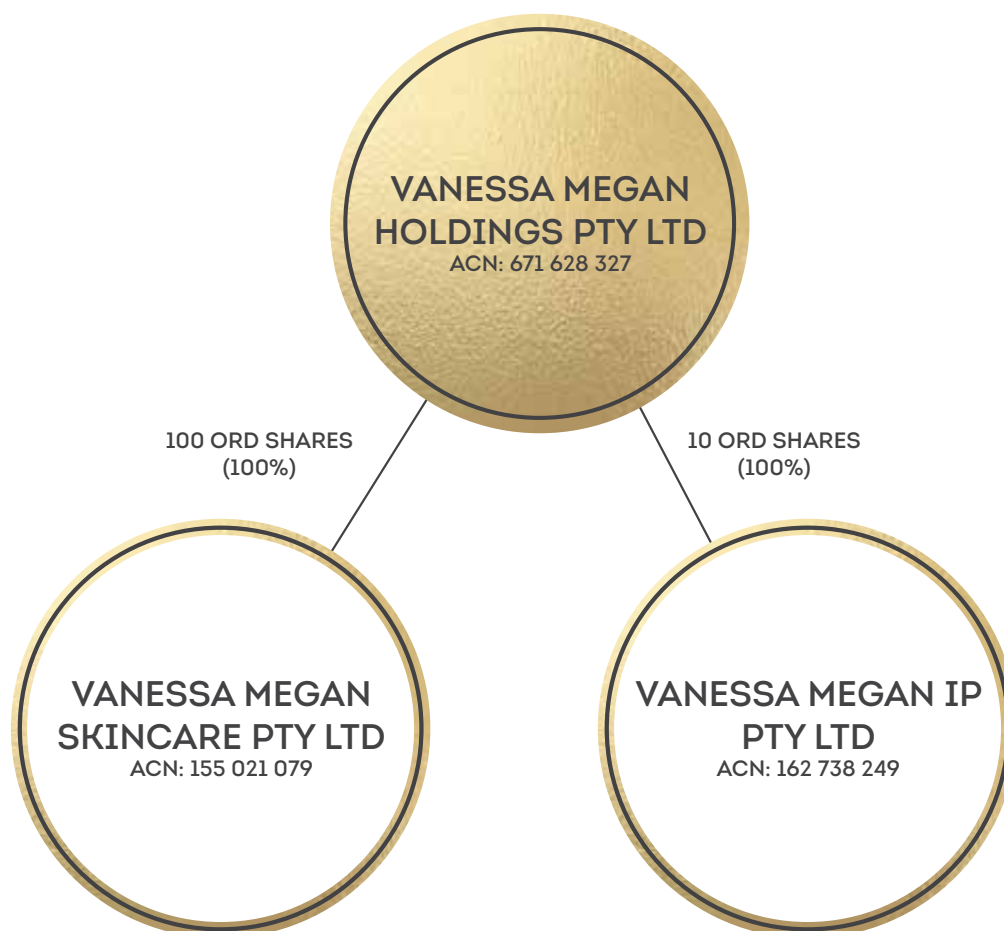 VANESSA MEGAN
HOLDINGS PTY LTD
ACN: 671 628 327
100 ORD SHARES
(100%)
10 ORD SHARES
(100%)
VANESSA MEGAN
SKINCARE PTY LTD
ACN: 155 021 079
VANESSA MEGAN IP
PTY LTD
ACN: 162 738 249